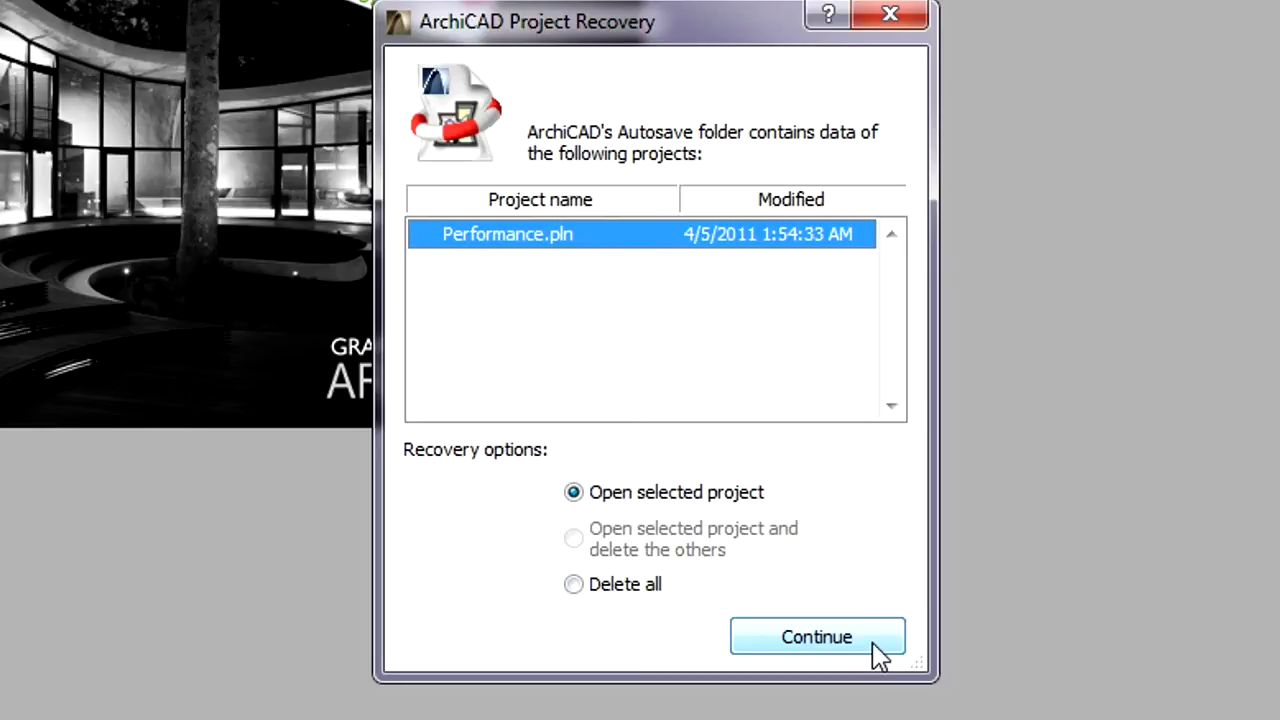 ArchiCAD Project Recovery
ArchiCAD's Autosave folder contains data of
the following projects:
Project name Modified
Performance.pln 4/5/2011 1:54:33 AM
GRA
AR
Recovery options:
Open selected project
Open selected project and
delete the others
Delete all
Continue